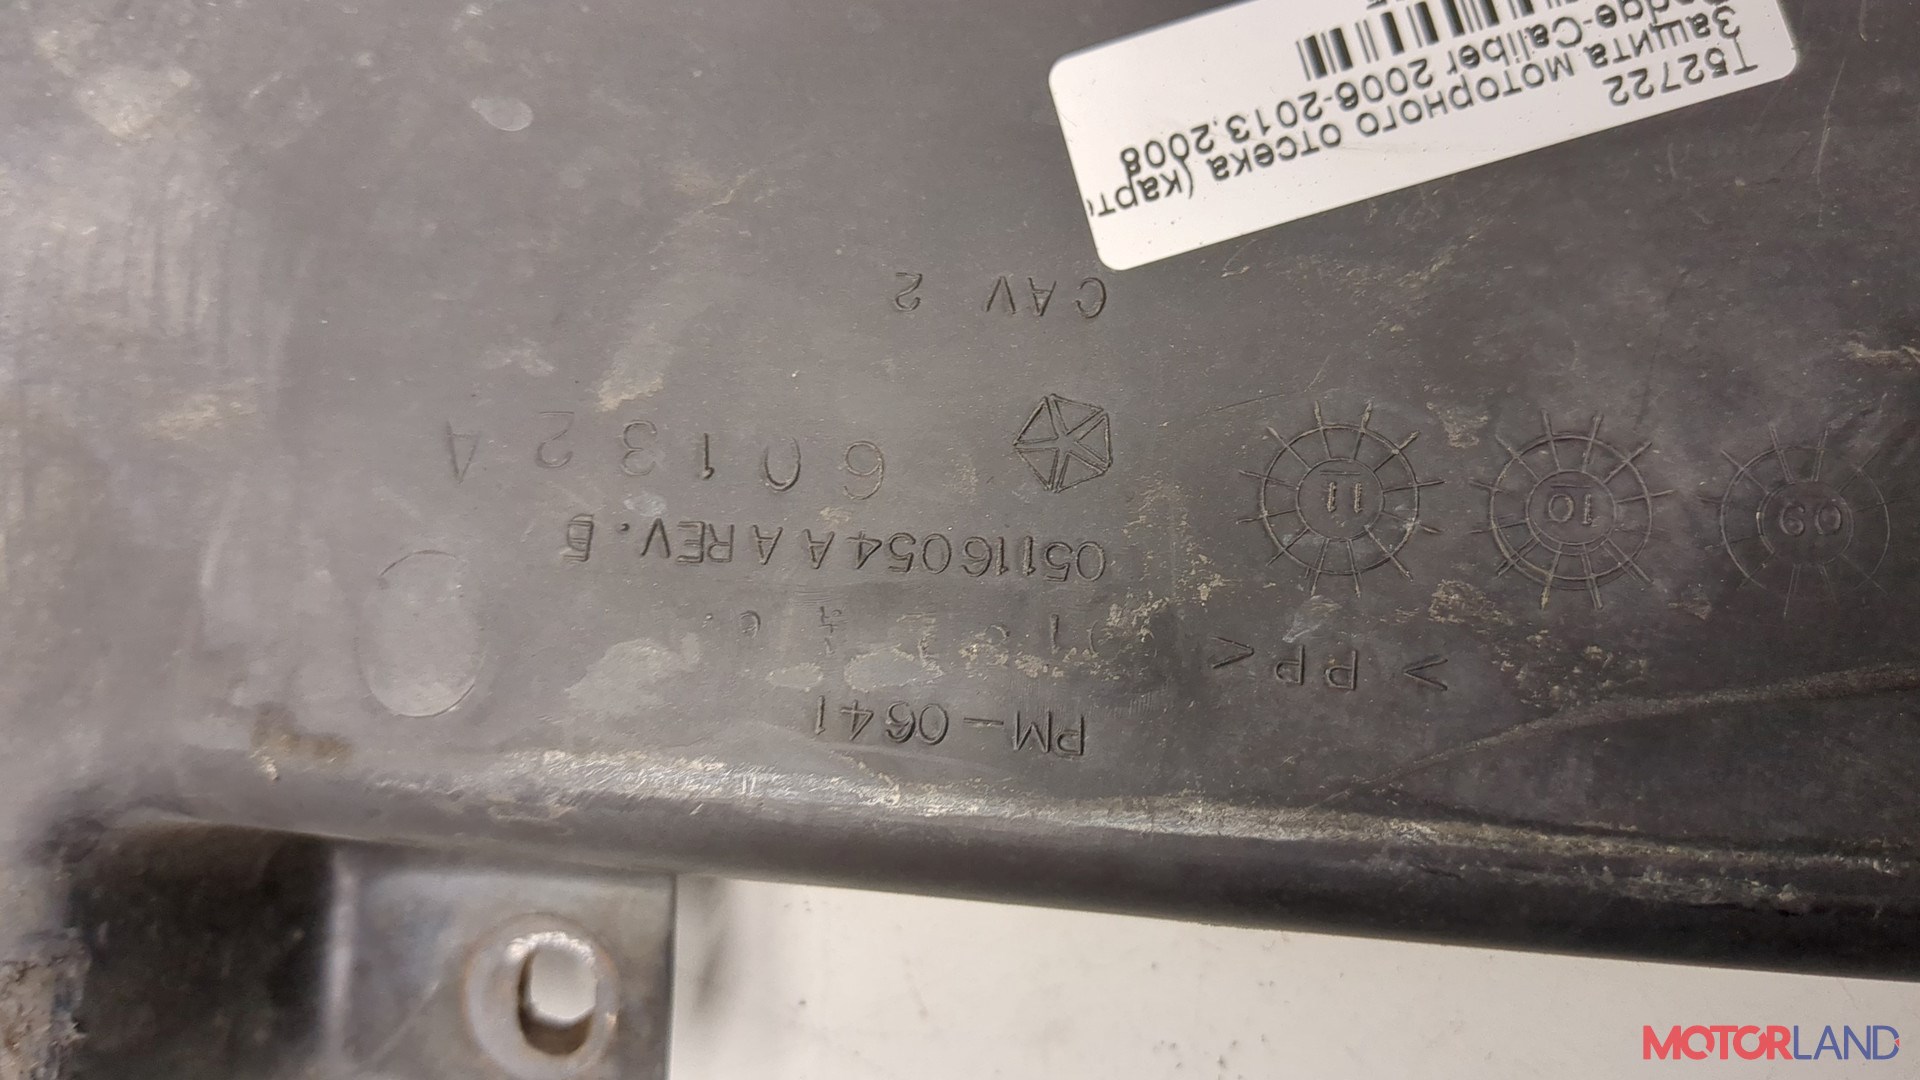 PM-0641
> PP <
05116054AA REV. B
09
10
11
60132A
CAV 2
T52722
Защита моторного отсека (карт
Dodge-Caliber 2006-2013.2008
MOTORLAND